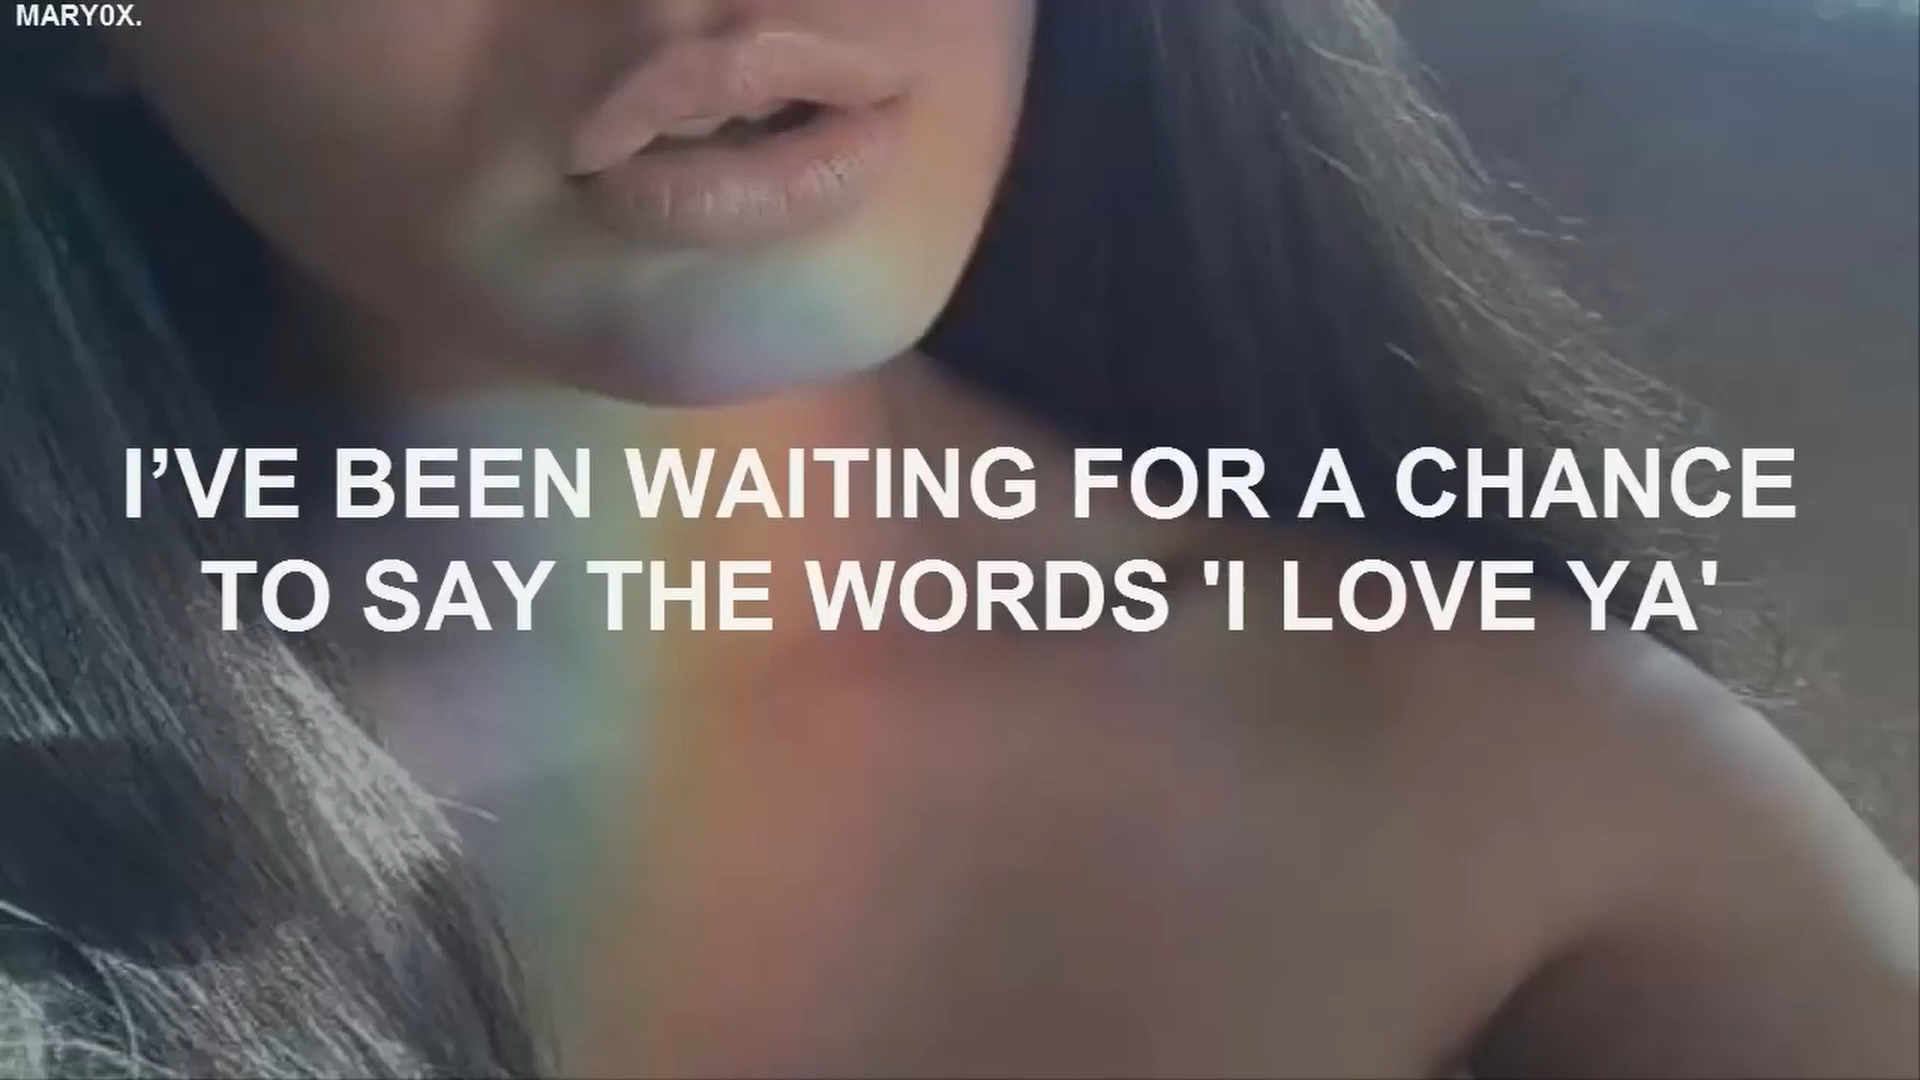 MARY0X.
I’VE BEEN WAITING FOR A CHANCE
TO SAY THE WORDS 'I LOVE YA'